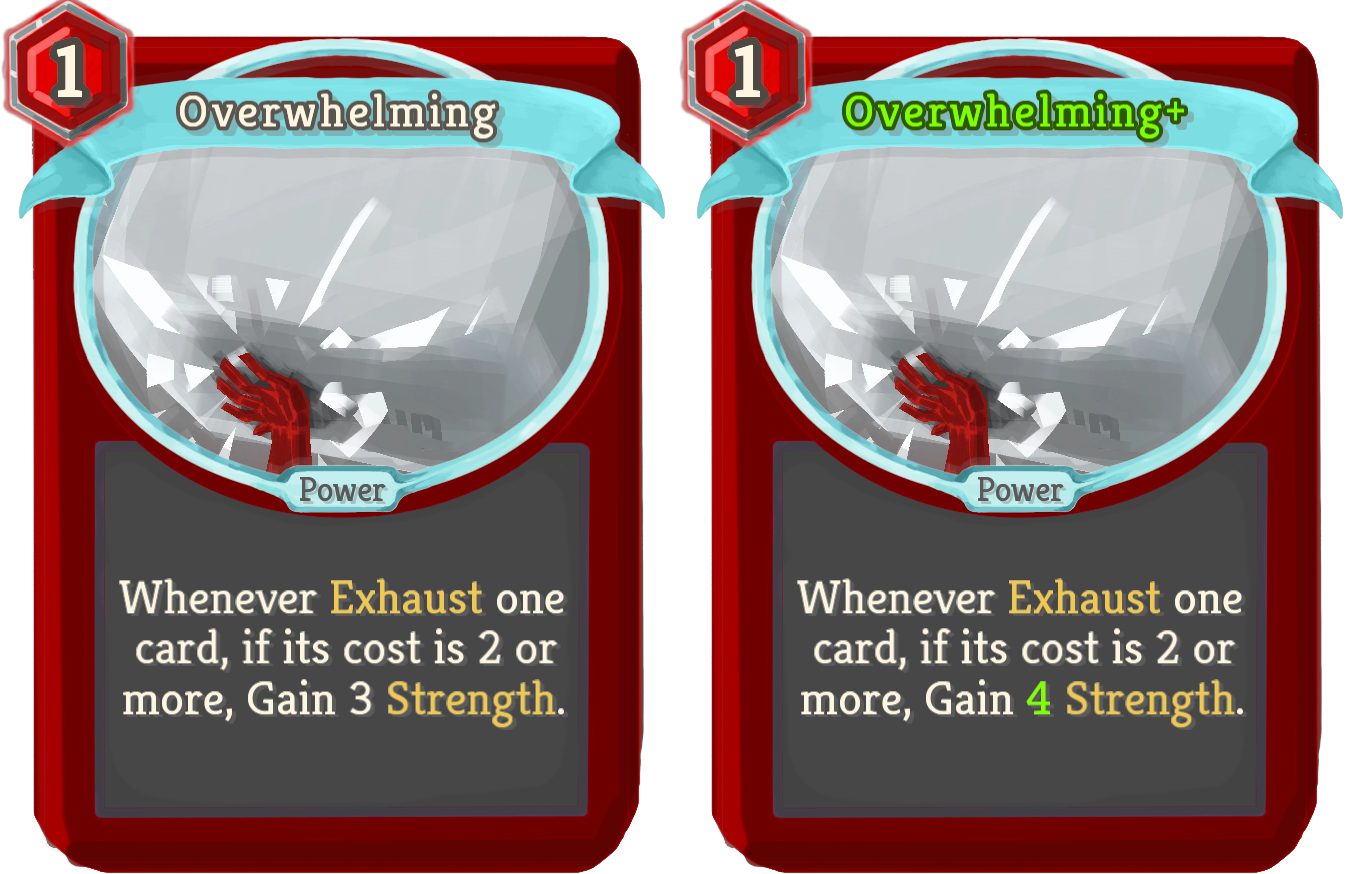 1
Overwhelming
Power
Whenever Exhaust one
card, if its cost is 2 or
more, Gain 3 Strength.
1
Overwhelming+
Power
Whenever Exhaust one
card, if its cost is 2 or
more, Gain 4 Strength.